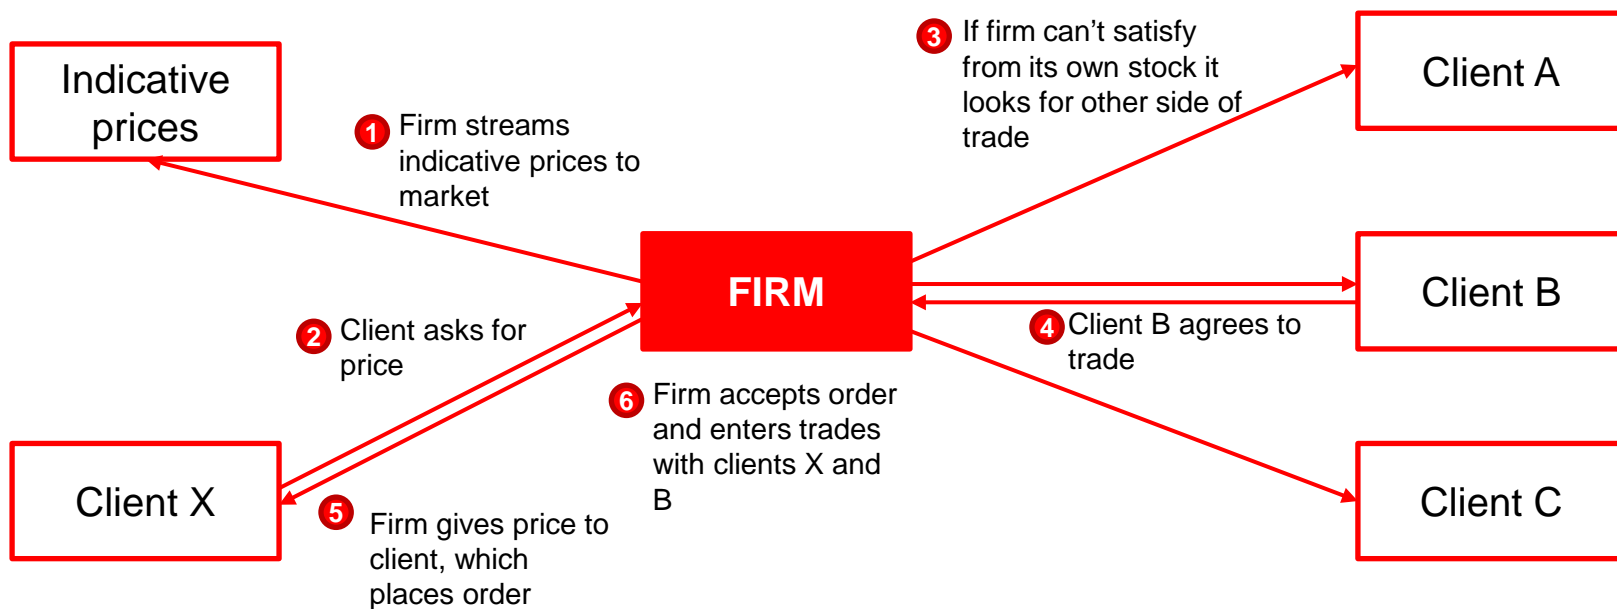 Indicative
prices
1 Firm streams
indicative prices to
market
3 If firm can’t satisfy
from its own stock it
looks for other side of
trade
Client A
FIRM
Client B
2 Client asks for
price
4 Client B agrees to
trade
6 Firm accepts order
and enters trades
with clients X and
B
Client X
5 Firm gives price to
client, which
places order
Client C